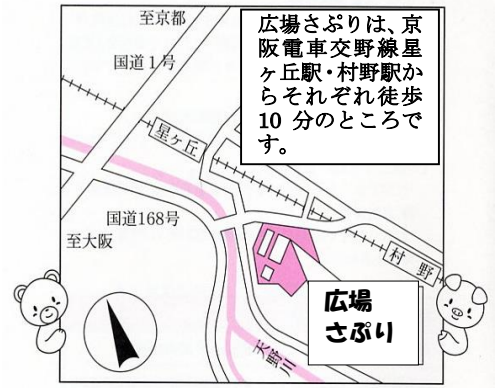 至京都
国道1号
広場さぷりは、京
阪電車交野線星
ヶ丘駅・村野駅か
らそれぞれ徒歩
10 分のところで
す。
星ヶ丘
国道168号
至大阪
村野
広場
さぷり
天野川